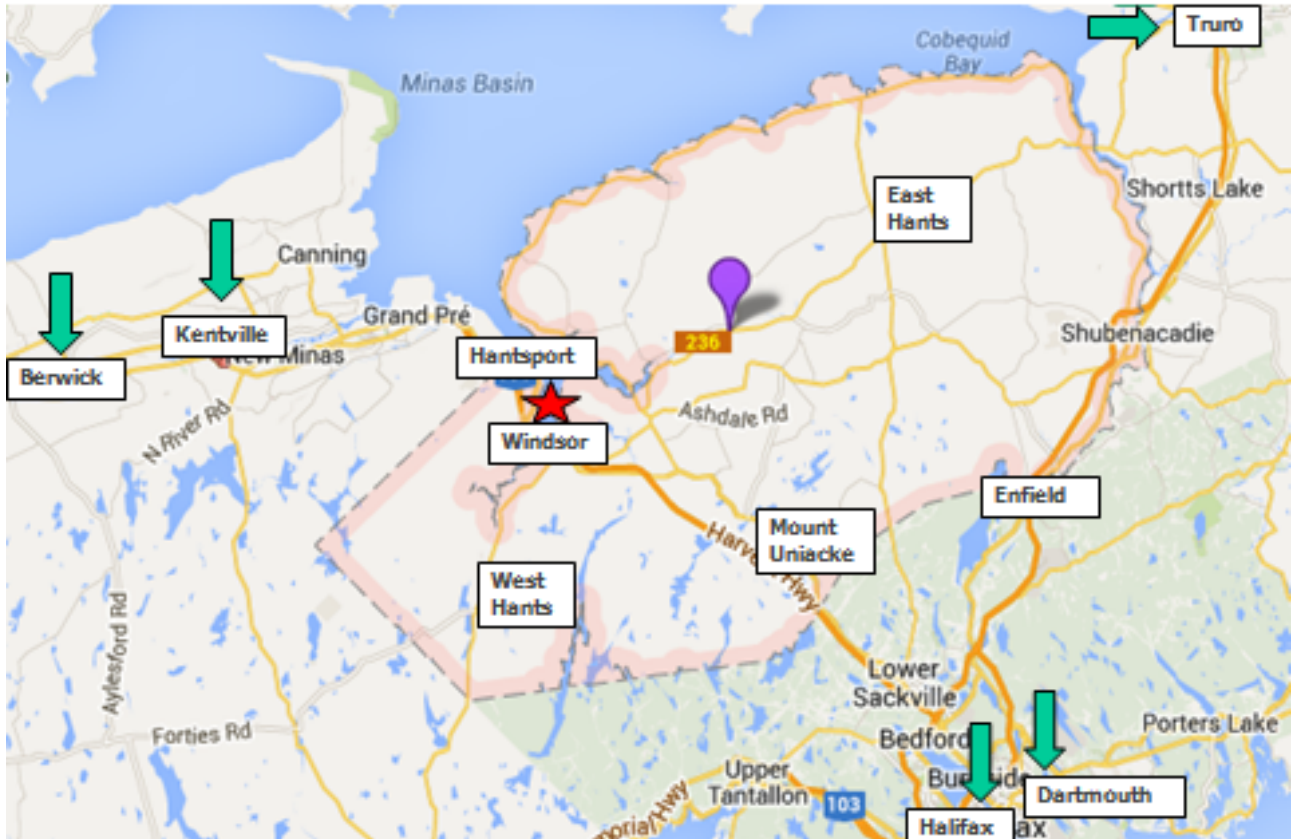 Truro
Cobequid
Bay
Minas Basin
East
Hants
Shortts Lake
Canning
Grand Pré
Kentville
New Minas
Hantsport
236
Shubenacadie
Berwick
N River Rd
Windsor
Ashdale Rd
Enfield
Mount
Uniacke
Hwy
West
Hants
Aylesford Rd
Lower
Sackville
Forties Rd
Bedford
Porters Lake
Upper
Tantallon
103
Dartmouth
Halifax